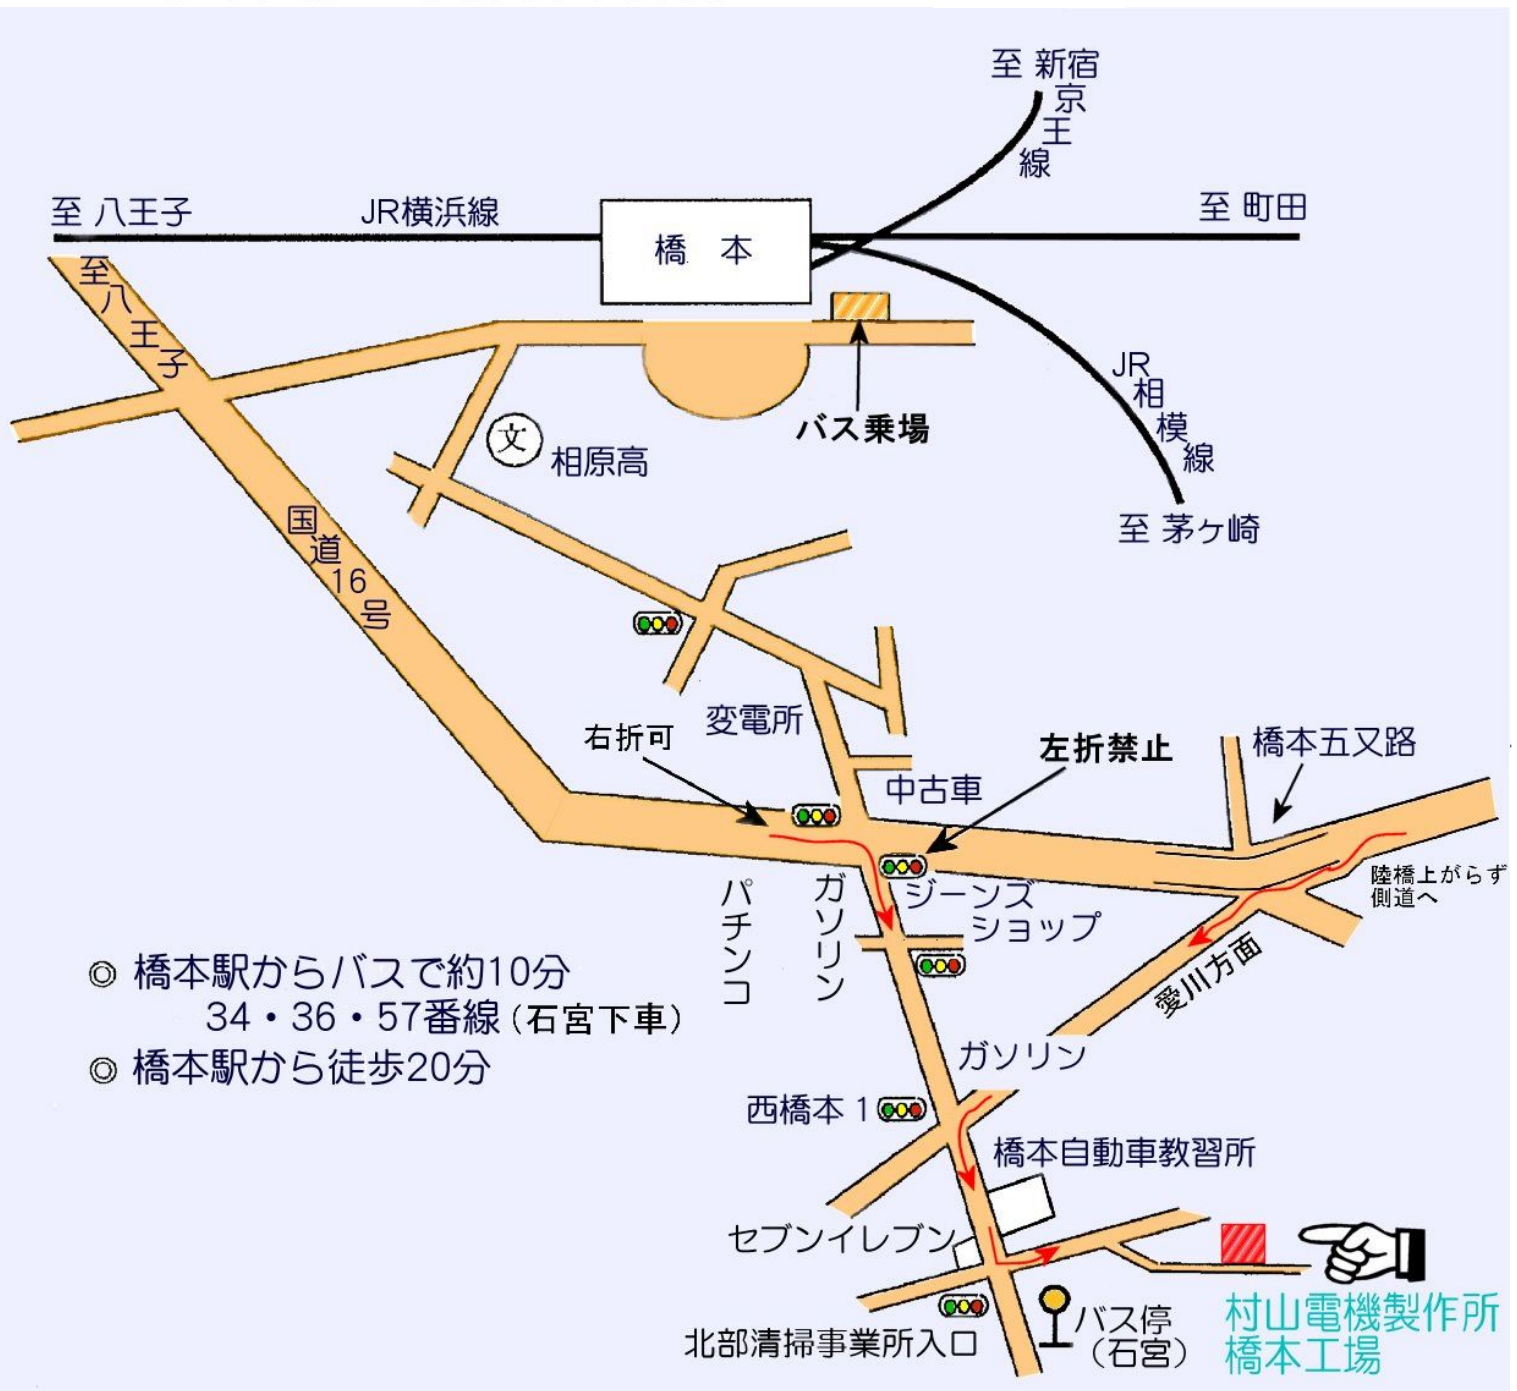 至 新宿
京王線
至 八王子
JR横浜線
橋 本
至 町田
至八王子
バス乗場
JR相模線
文
相原高
至 茅ヶ崎
国道16号
変電所
右折可
左折禁止
橋本五又路
中古車
陸橋上がらず
側道へ
パチンコ
ガソリン
ジーンズ
ショップ
愛川方面
◎ 橋本駅からバスで約10分
34・36・57番線(石宮下車)
◎ 橋本駅から徒歩20分
ガソリン
西橋本1
橋本自動車教習所
セブンイレブン
北部清掃事業所入口
バス停
(石宮)
村山電機製作所
橋本工場